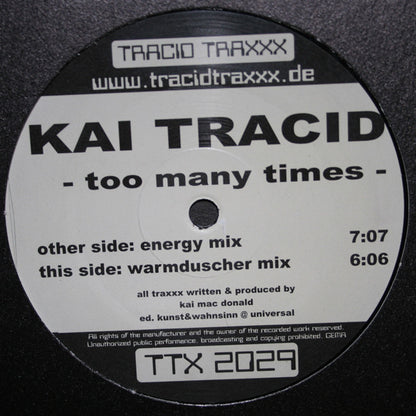 TRACID TRAXXX
www.tracidtraxxx.de
KAI TRACID
- too many times -
other side: energy mix 7:07
this side: warmduscher mix 6:06
all traxxx written & produced by
kai mac donald
ed. kunst&wahnsinn @ universal
All rights of the manufacturer and the owner of the recorded work reserved.
Unauthorized public performance, broadcasting and copying prohibited. GEMA
TTX 2029